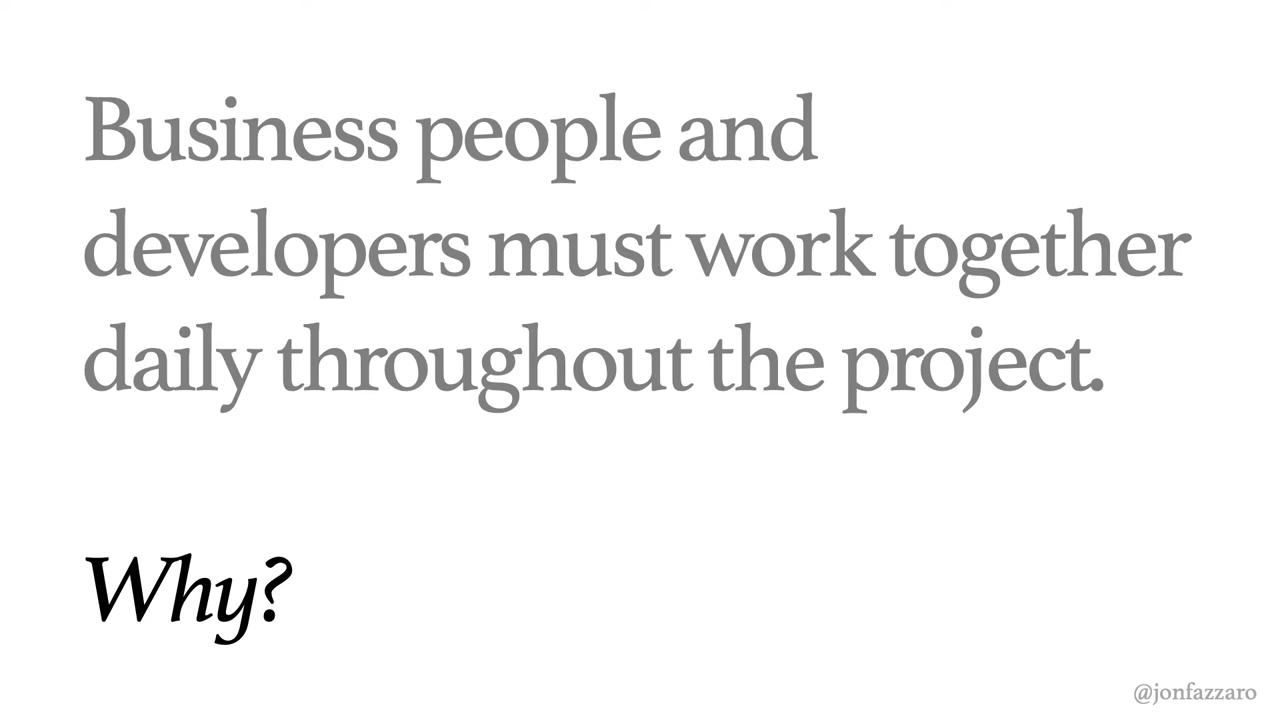 Business people and
developers must work together
daily throughout the project.
Why?
@jonfazzaro